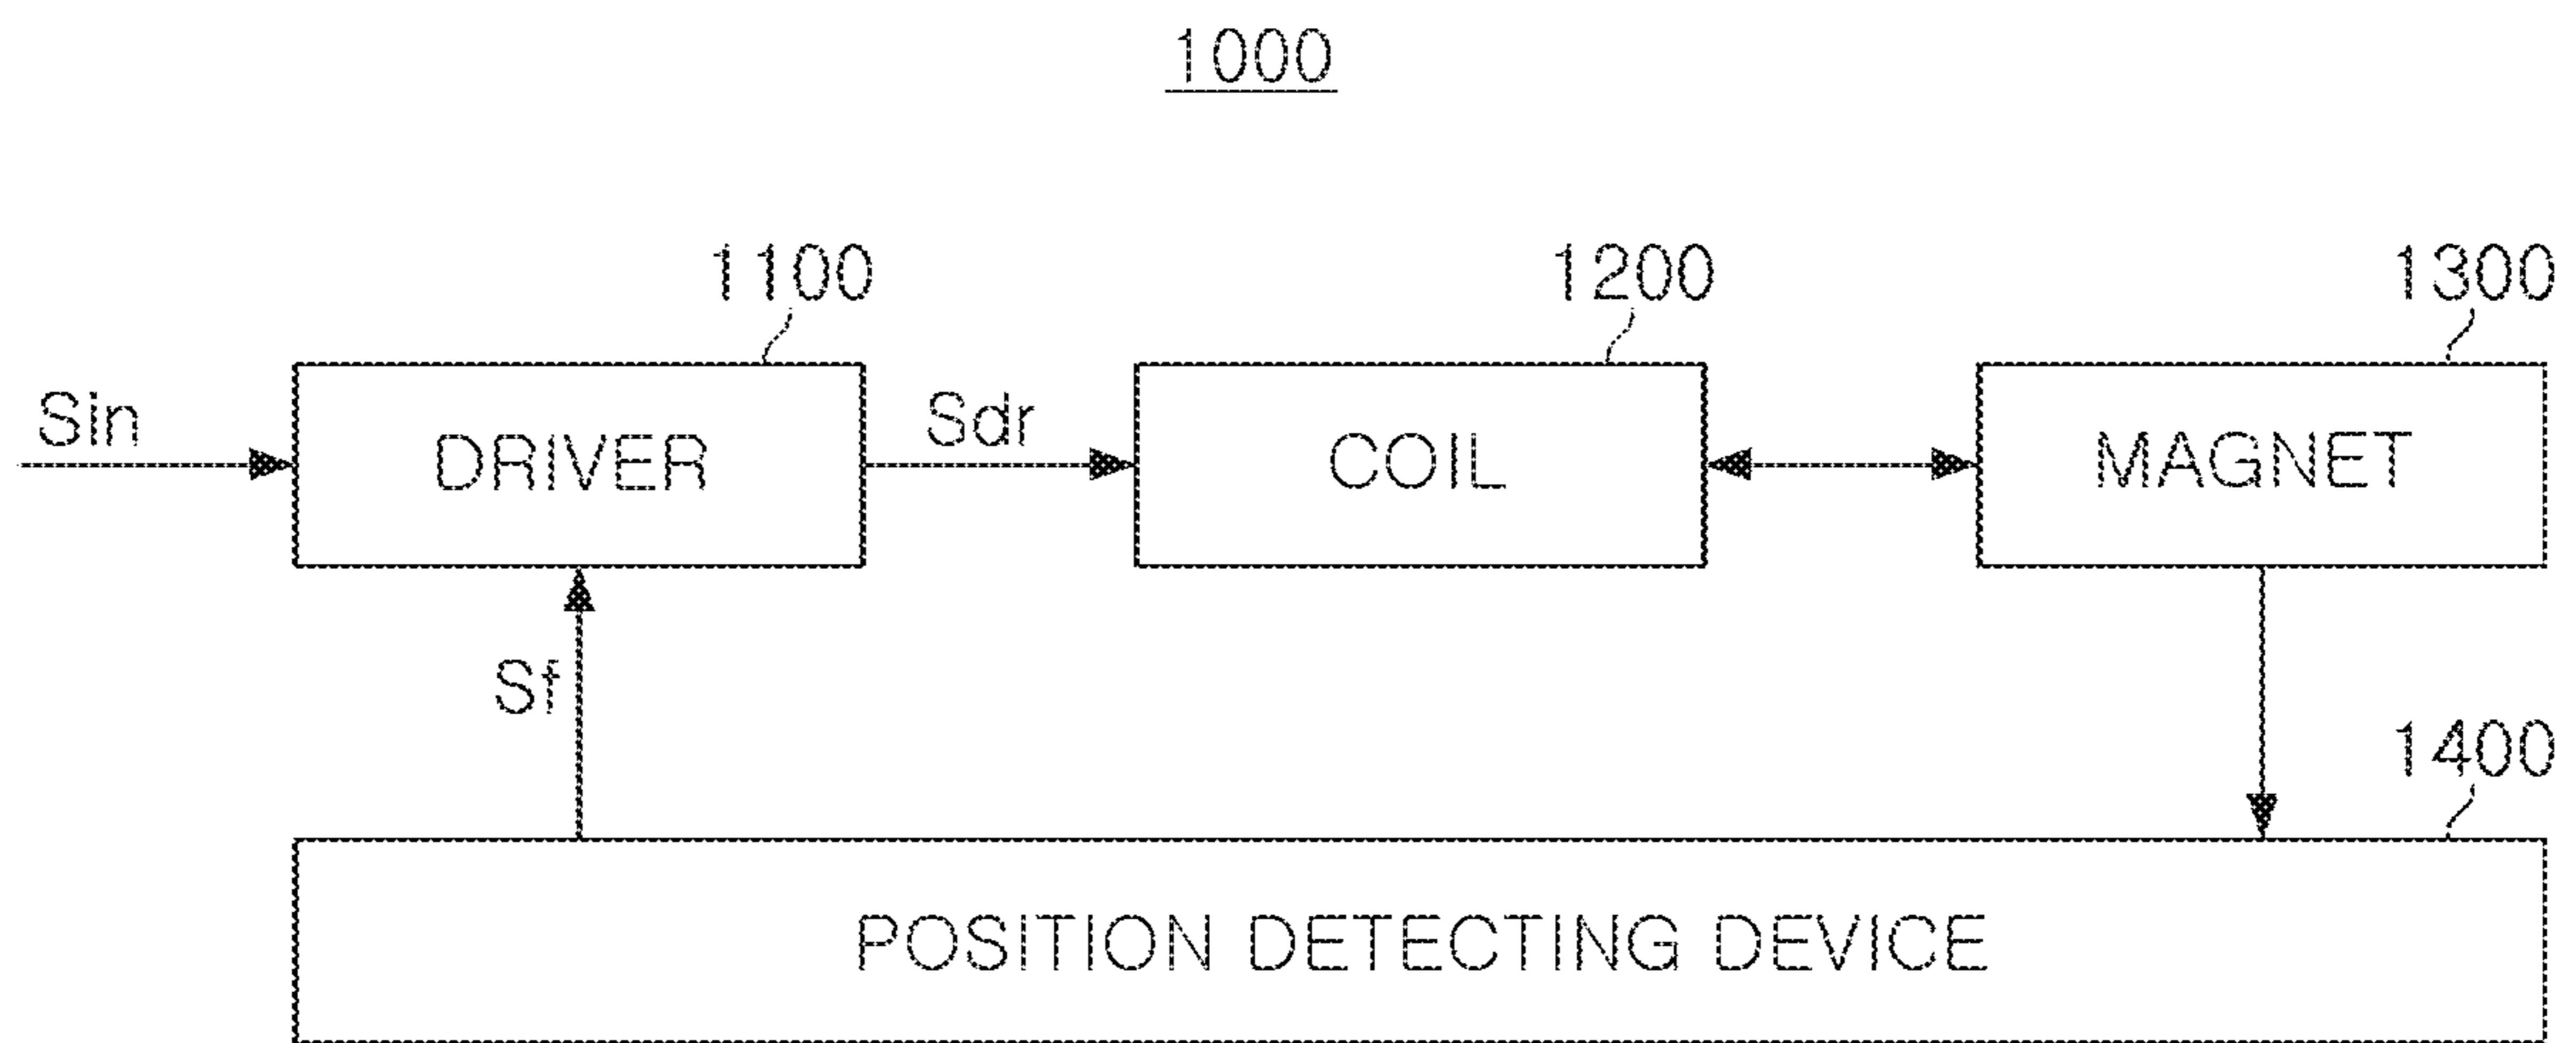 1000
1100
1200
1300
Sin
DRIVER
Sdr
COIL
MAGNET
Sf
1400
POSITION DETECTING DEVICE